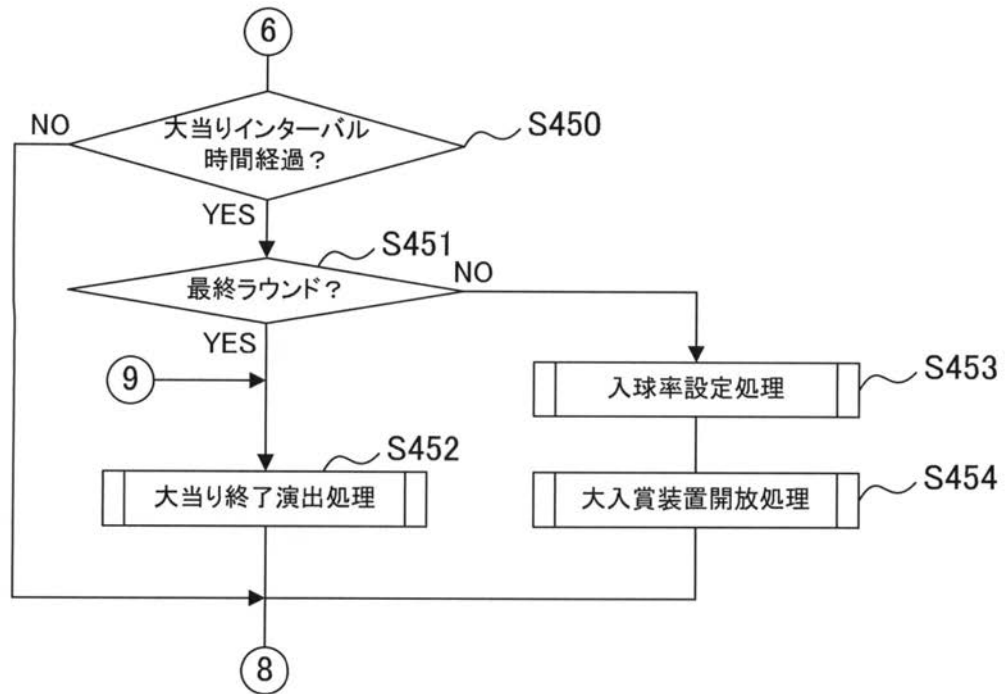 6
大当りインターバル
時間経過？
S450
NO
YES
最終ラウンド？
S451
NO
YES
9
入球率設定処理
S453
大当り終了演出処理
S452
大入賞装置開放処理
S454
8